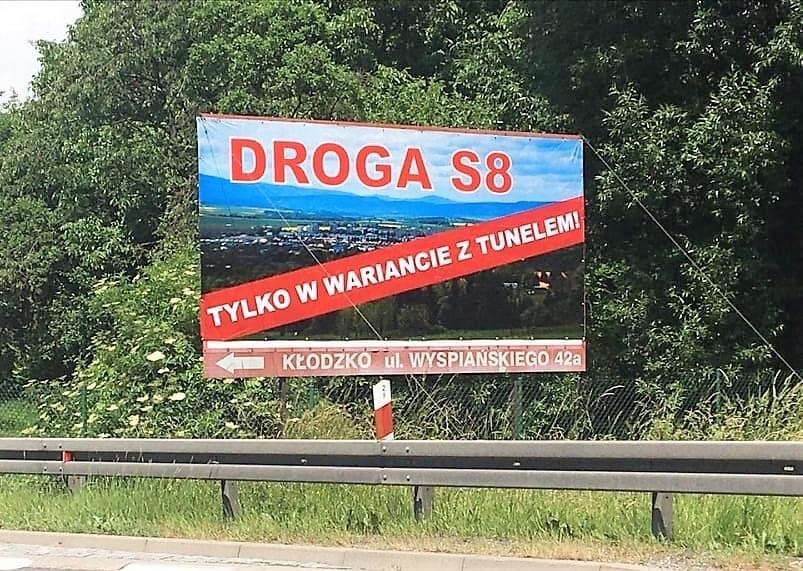 DROGA S8
TYLKO W WARIANCIE Z TUNELEM!
KŁODZKO ul. WYSPIAŃSKIEGO 42a